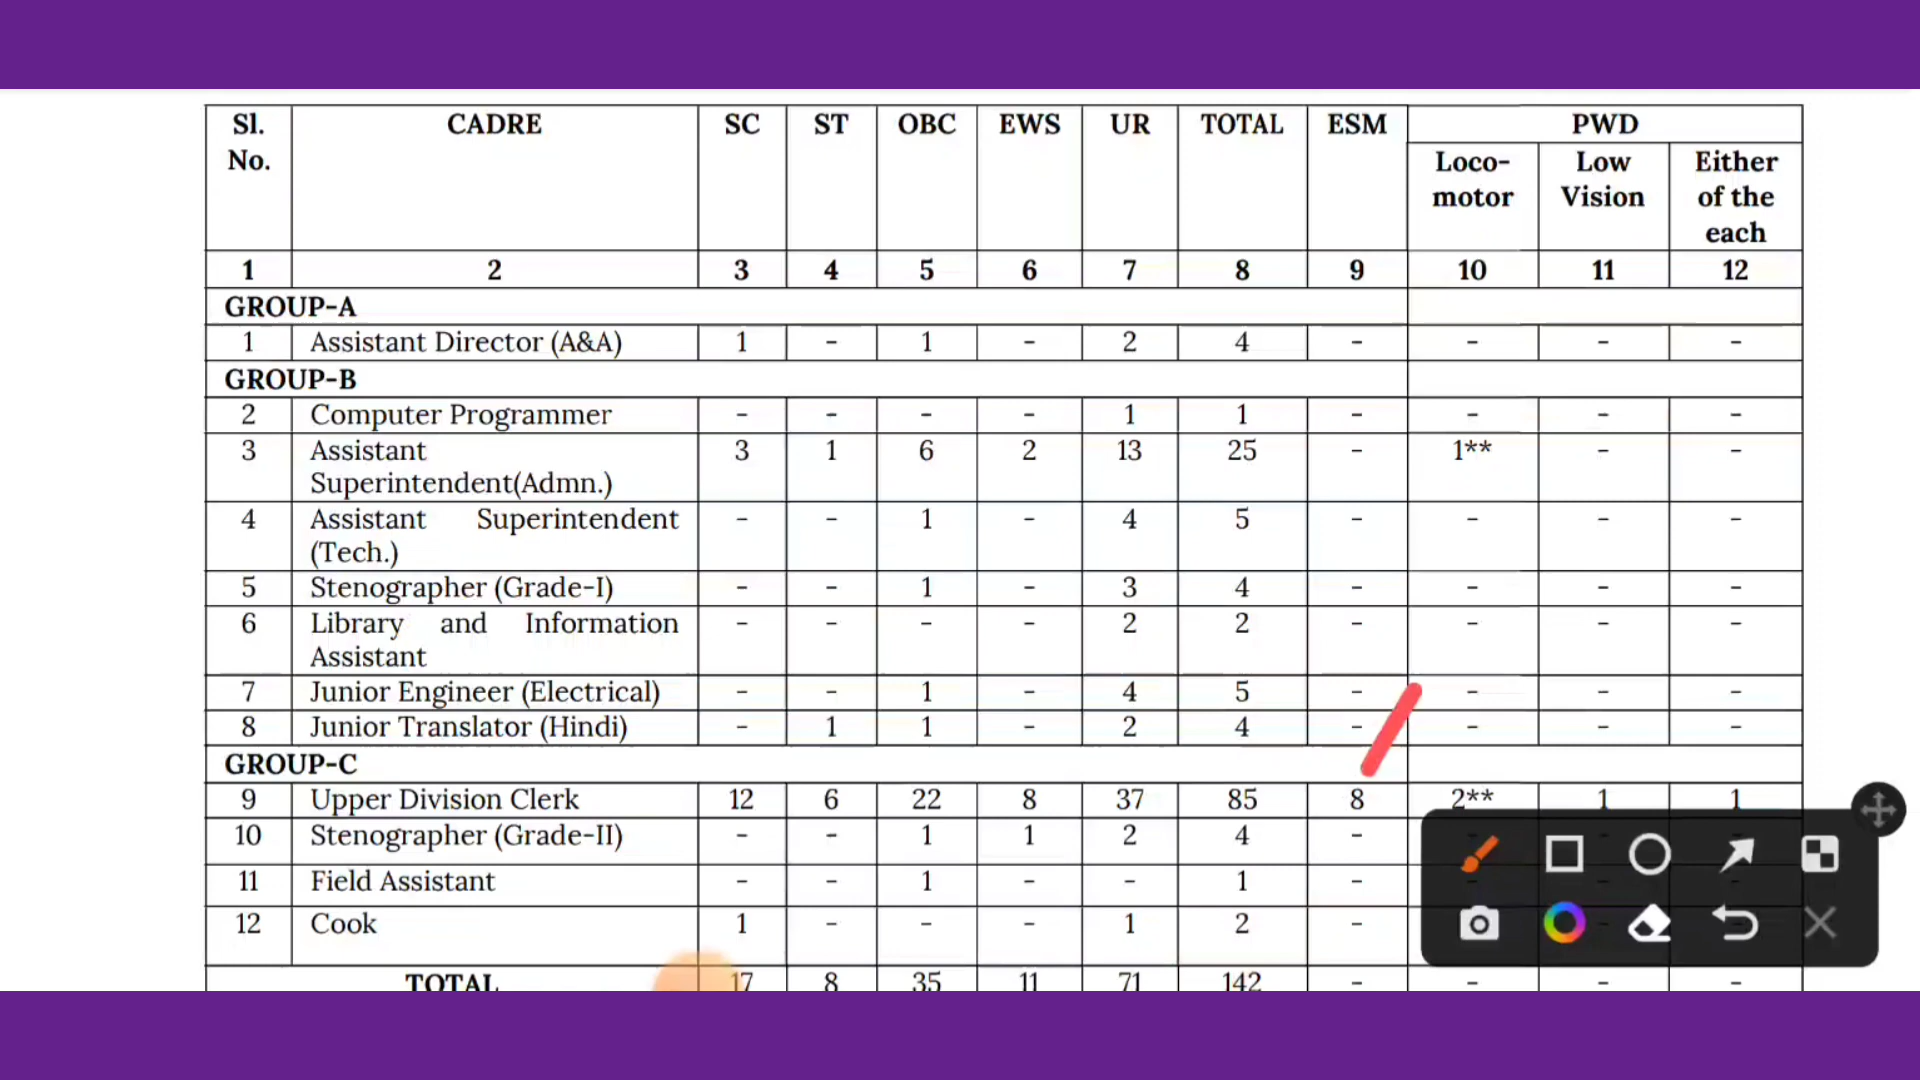 Sl. No. CADRE SC ST OBC EWS UR TOTAL ESM PWD
Loco-motor Low Vision Either of the each
1 2 3 4 5 6 7 8 9 10 11 12
GROUP-A
1 Assistant Director (A&A) 1 - 1 - 2 4 - - - -
GROUP-B
2 Computer Programmer - - - - 1 1 - - - -
3 Assistant Superintendent(Admn.) 3 1 6 2 13 25 - 1** - -
4 Assistant Superintendent (Tech.) - - 1 - 4 5 - - - -
5 Stenographer (Grade-I) - - 1 - 3 4 - - - -
6 Library and Information Assistant - - - - 2 2 - - - -
7 Junior Engineer (Electrical) - - 1 - 4 5 - - - -
8 Junior Translator (Hindi) - 1 1 - 2 4 - - - -
GROUP-C
9 Upper Division Clerk 12 6 22 8 37 85 8 2** 1 1
10 Stenographer (Grade-II) - - 1 1 2 4 -
11 Field Assistant - - 1 - - 1 -
12 Cook 1 - - - 1 2 -
TOTAL 17 8 35 11 71 142 - - - -